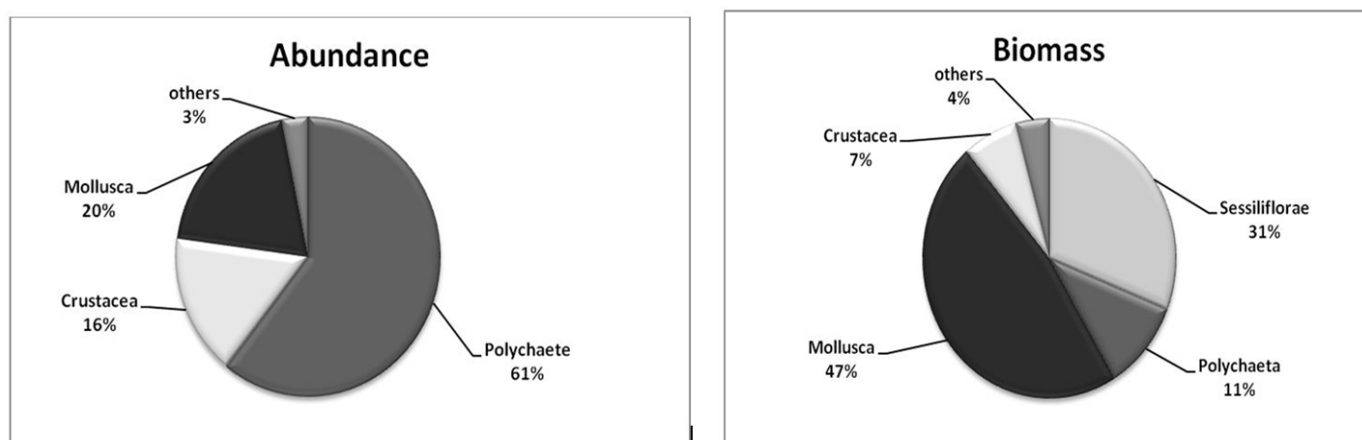 Abundance
others
3%
Mollusca
20%
Crustacea
16%
Polychaete
61%
Biomass
others
4%
Crustacea
7%
Sessiliflorae
31%
Mollusca
47%
Polychaeta
11%